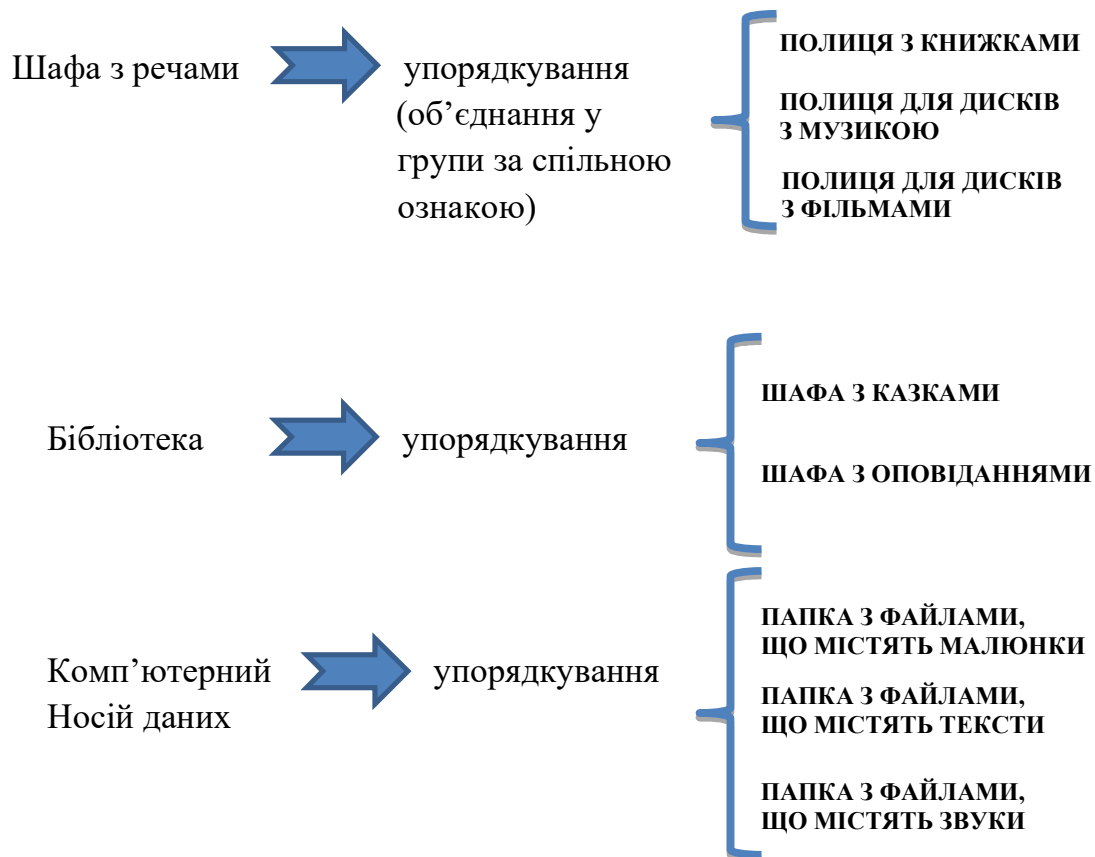 Шафа з речами
упорядкування
(об’єднання у
групи за спільною
ознакою)
ПОЛИЦЯ З КНИЖКАМИ
ПОЛИЦЯ ДЛЯ ДИСКІВ
З МУЗИКОЮ
ПОЛИЦЯ ДЛЯ ДИСКІВ
З ФІЛЬМАМИ
Бібліотека
упорядкування
ШАФА З КАЗКАМИ
ШАФА З ОПОВІДАННЯМИ
Комп’ютерний
Носій даних
упорядкування
ПАПКА З ФАЙЛАМИ,
ЩО МІСТЯТЬ МАЛЮНКИ
ПАПКА З ФАЙЛАМИ,
ЩО МІСТЯТЬ ТЕКСТИ
ПАПКА З ФАЙЛАМИ,
ЩО МІСТЯТЬ ЗВУКИ